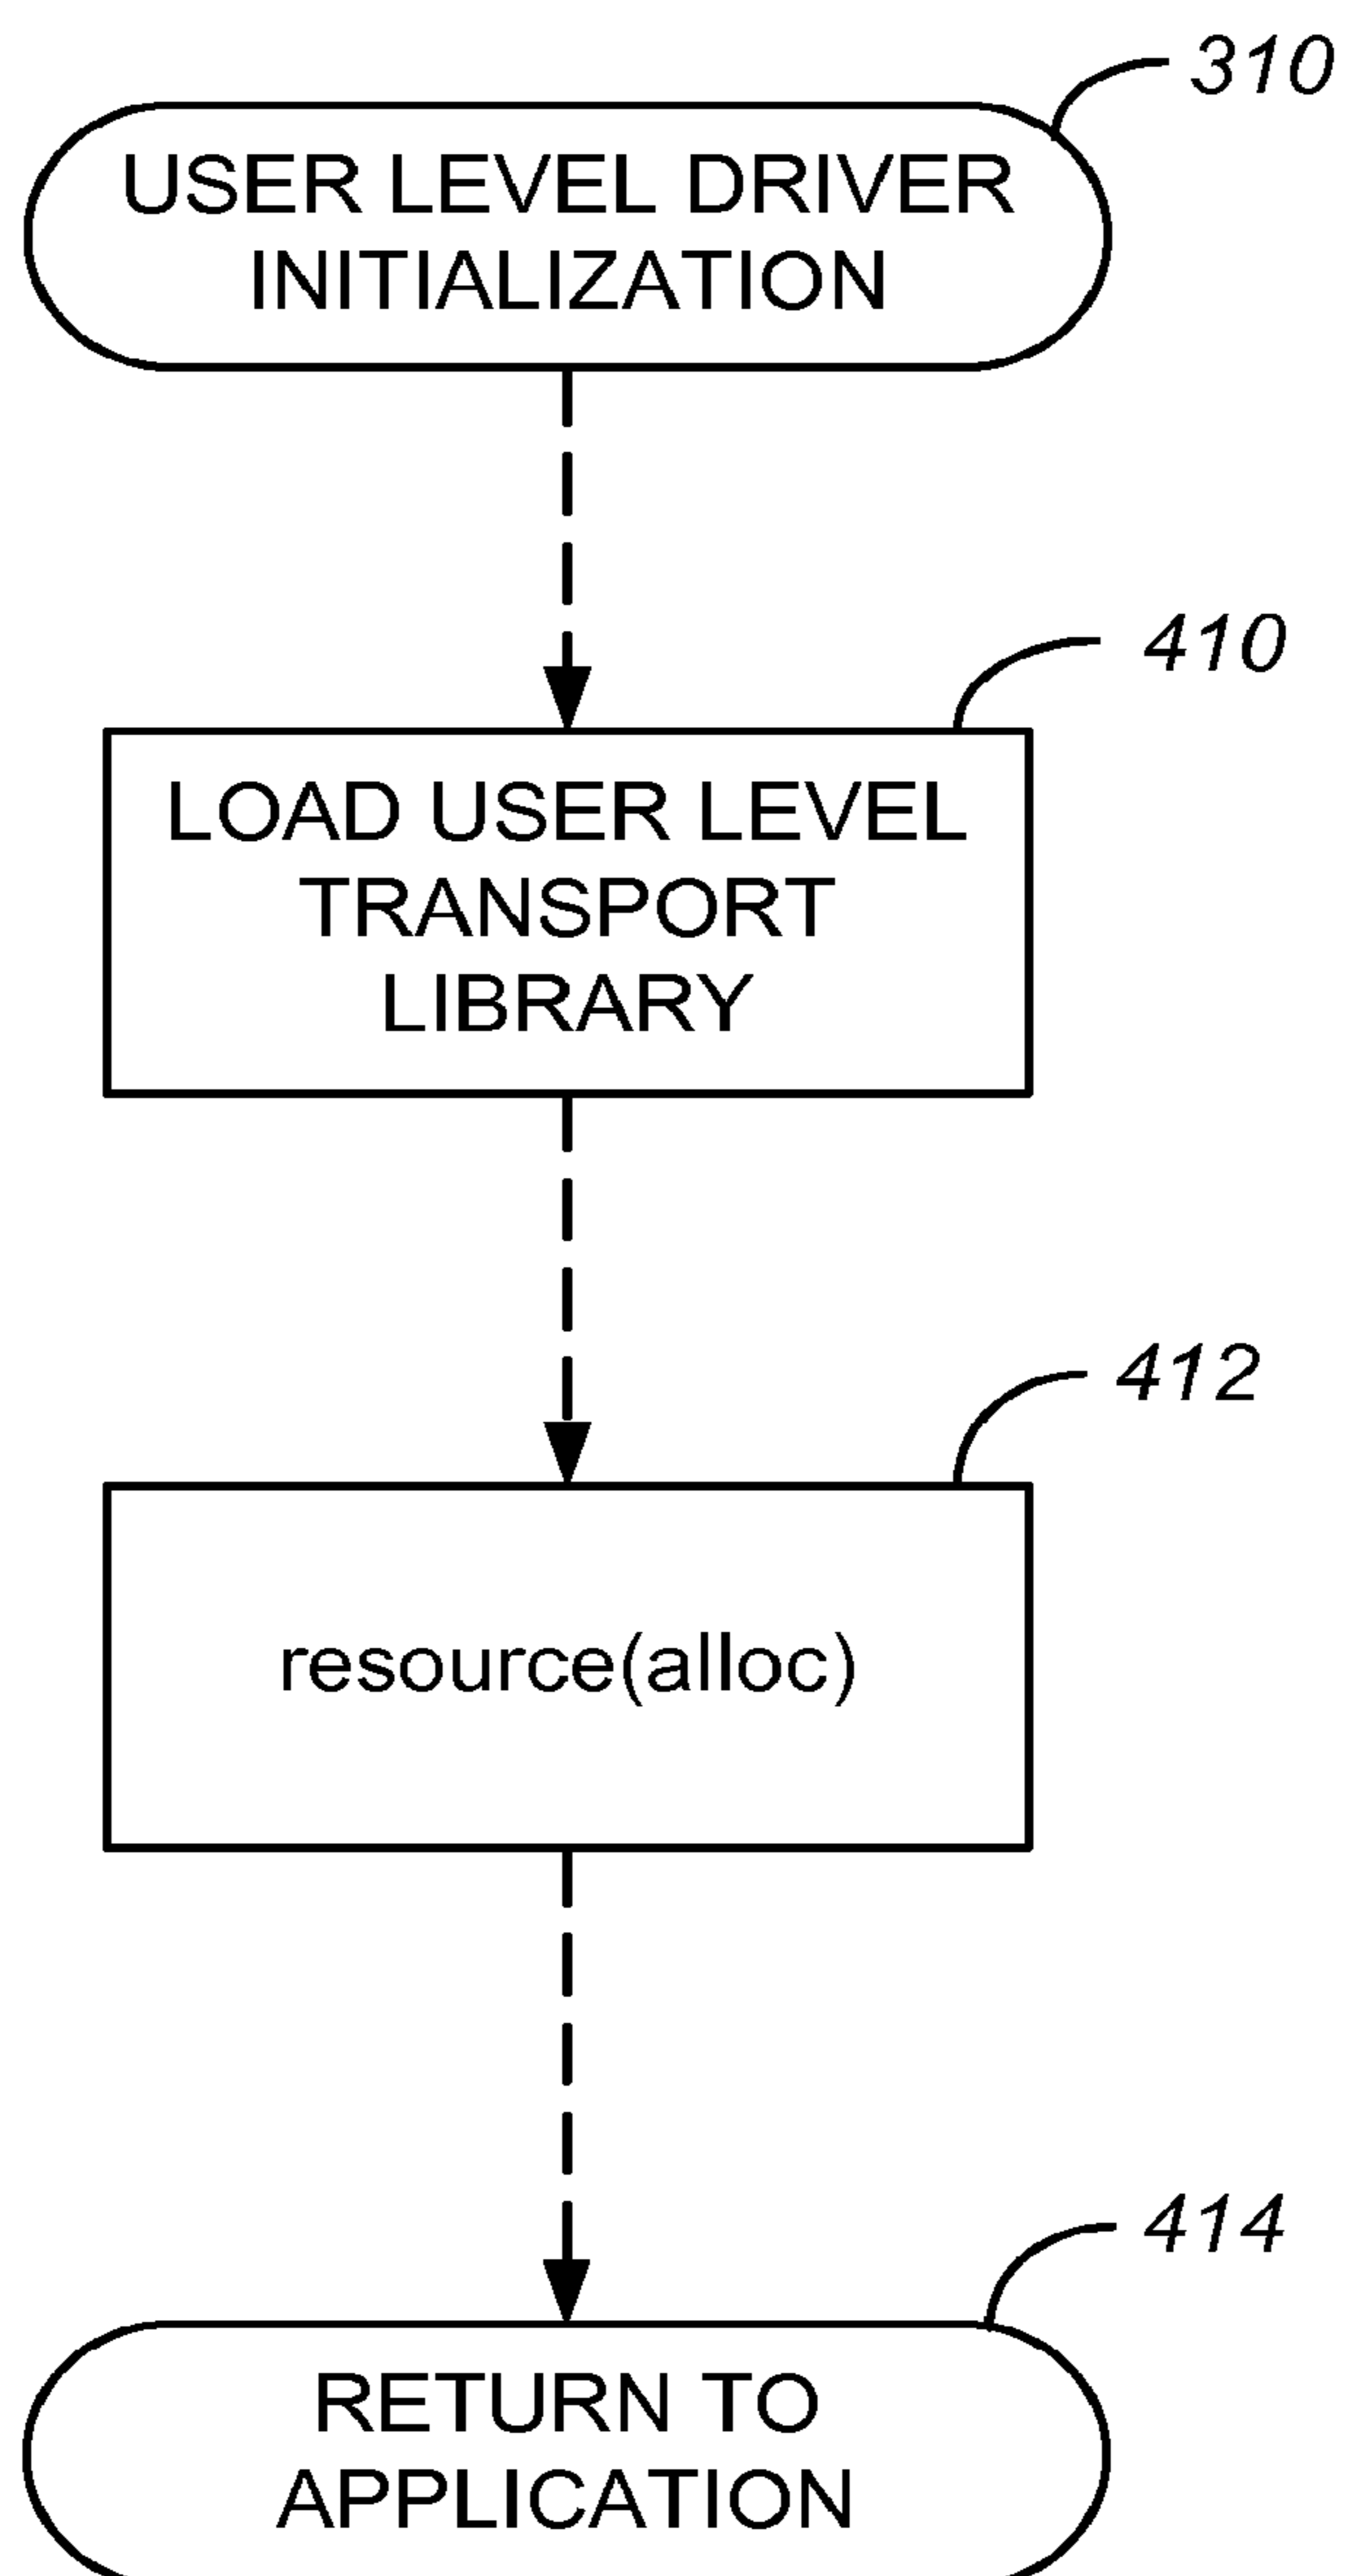 310
USER LEVEL DRIVER
INITIALIZATION
410
LOAD USER LEVEL
TRANSPORT
LIBRARY
412
resource(alloc)
414
RETURN TO
APPLICATION